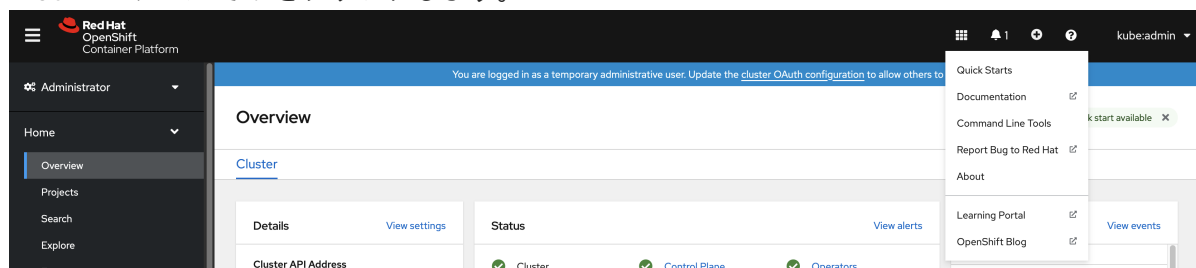 Red Hat
OpenShift
Container Platform
1
kube:admin
Administrator
You are logged in as a temporary administrative user. Update the cluster OAuth configuration to allow others to
Quick Starts
Documentation
Command Line Tools
Report Bug to Red Hat
About
Learning Portal
OpenShift Blog
Home
Overview
Projects
Search
Explore
Overview
k start available
Cluster
Details
View settings
Cluster API Address
Status
View alerts
Cluster
Control Plane
Operators
View events